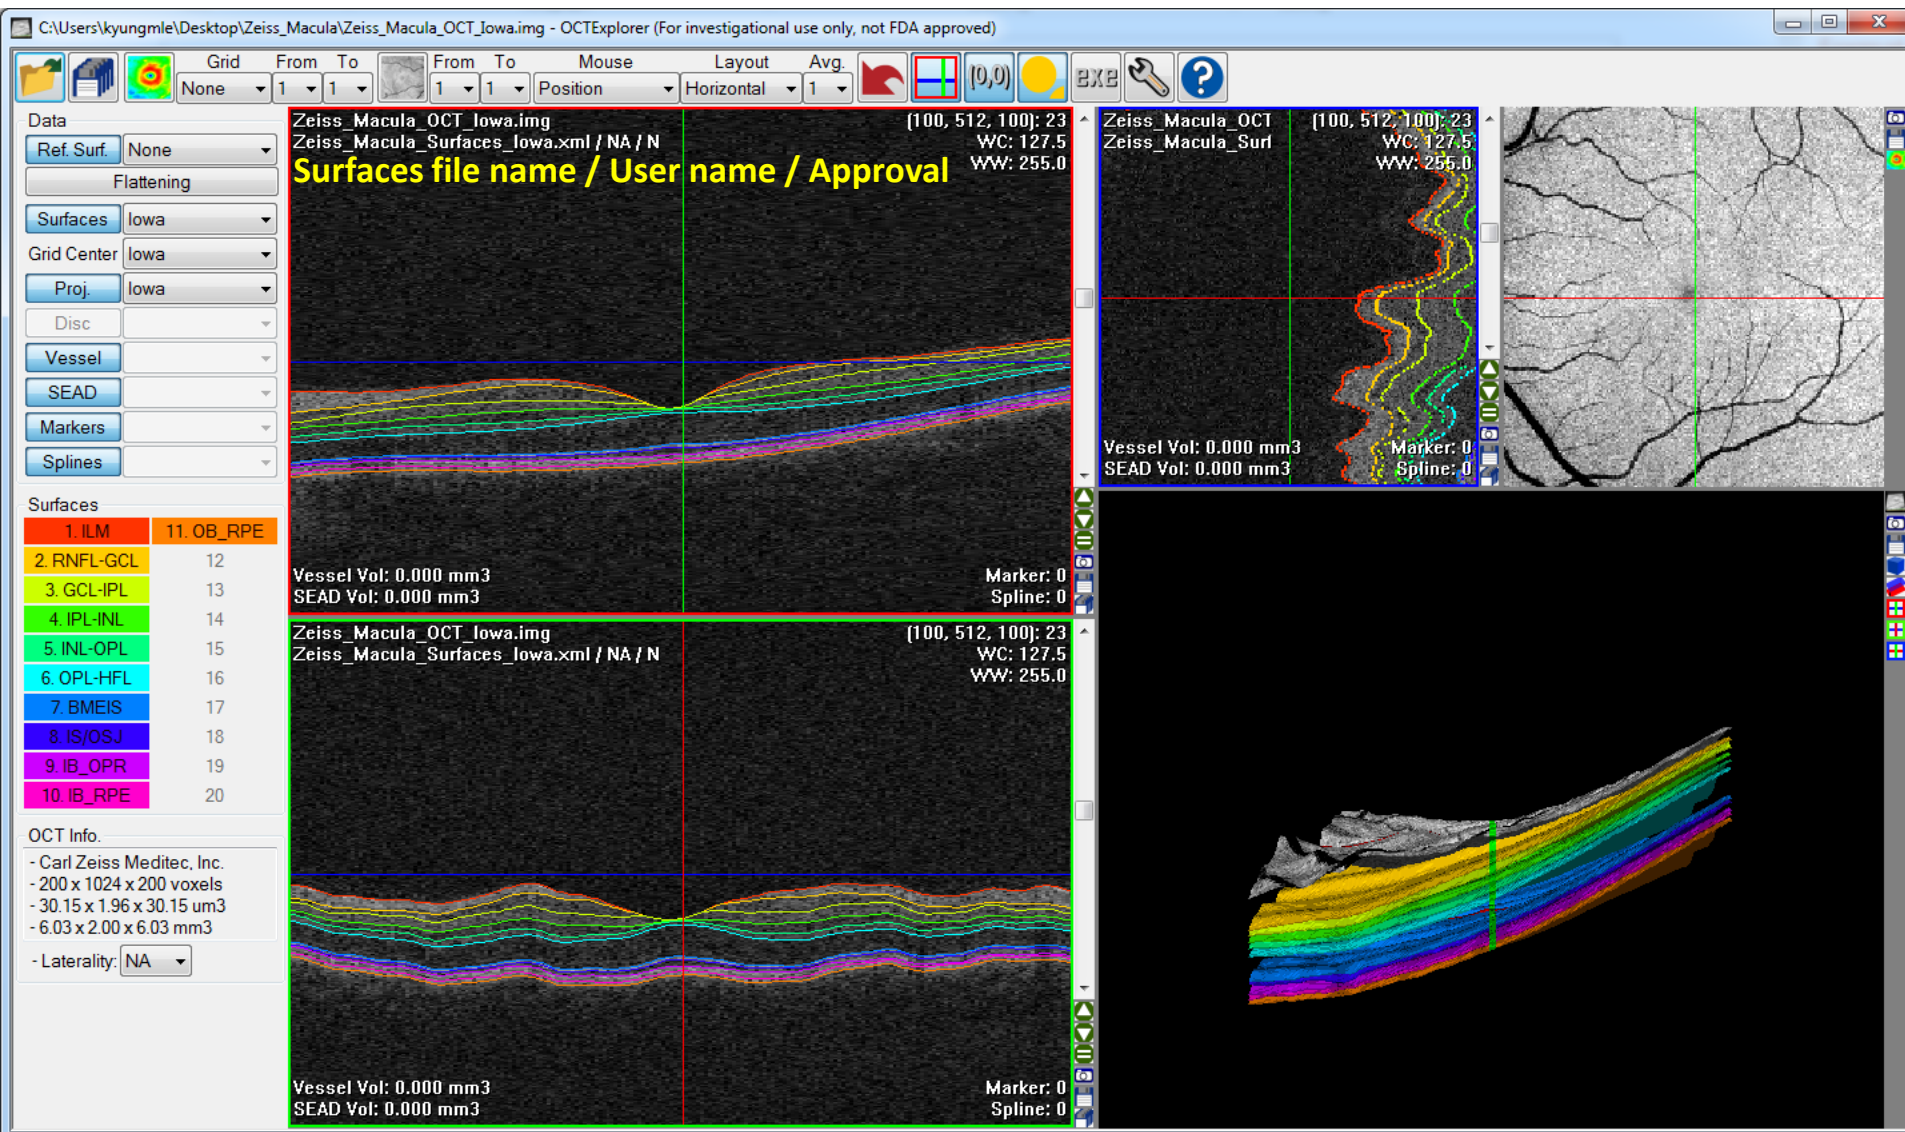 C:\Users\kyungmle\Desktop\Zeiss_Macula\Zeiss_Macula_OCT_Iowa.img - OCTExplorer (For investigational use only, not FDA approved)
Grid From To From To Mouse Layout Avg.
None 1 1 1 1 Position Horizontal 1 (0,0) EXE ?
Data
Ref. Surf. None
Flattening
Surfaces Iowa
Grid Center Iowa
Proj. Iowa
Disc
Vessel
SEAD
Markers
Splines
Surfaces
1. ILM 11. OB_RPE
2. RNFL-GCL 12
3. GCL-IPL 13
4. IPL-INL 14
5. INL-OPL 15
6. OPL-HFL 16
7. BMEIS 17
8. IS/OSJ 18
9. IB_OPR 19
10. IB_RPE 20
OCT Info.
- Carl Zeiss Meditec, Inc.
- 200 x 1024 x 200 voxels
- 30.15 x 1.96 x 30.15 um3
- 6.03 x 2.00 x 6.03 mm3
- Laterality: NA
Zeiss_Macula_OCT_Iowa.img (100, 512, 100): 23
Zeiss_Macula_Surfaces_Iowa.xml / NA / N WC: 127.5
Surfaces file name / User name / Approval WW: 255.0
Vessel Vol: 0.000 mm3 Marker: 0
SEAD Vol: 0.000 mm3 Spline: 0
Zeiss_Macula_OCT_Iowa.img (100, 512, 100): 23
Zeiss_Macula_Surfaces_Iowa.xml / NA / N WC: 127.5
WW: 255.0
Vessel Vol: 0.000 mm3 Marker: 0
SEAD Vol: 0.000 mm3 Spline: 0
Zeiss_Macula_OCT (100, 512, 100): 23
Zeiss_Macula_Surf WC: 127.5
WW: 255.0
Vessel Vol: 0.000 mm3 Marker: 0
SEAD Vol: 0.000 mm3 Spline: 0